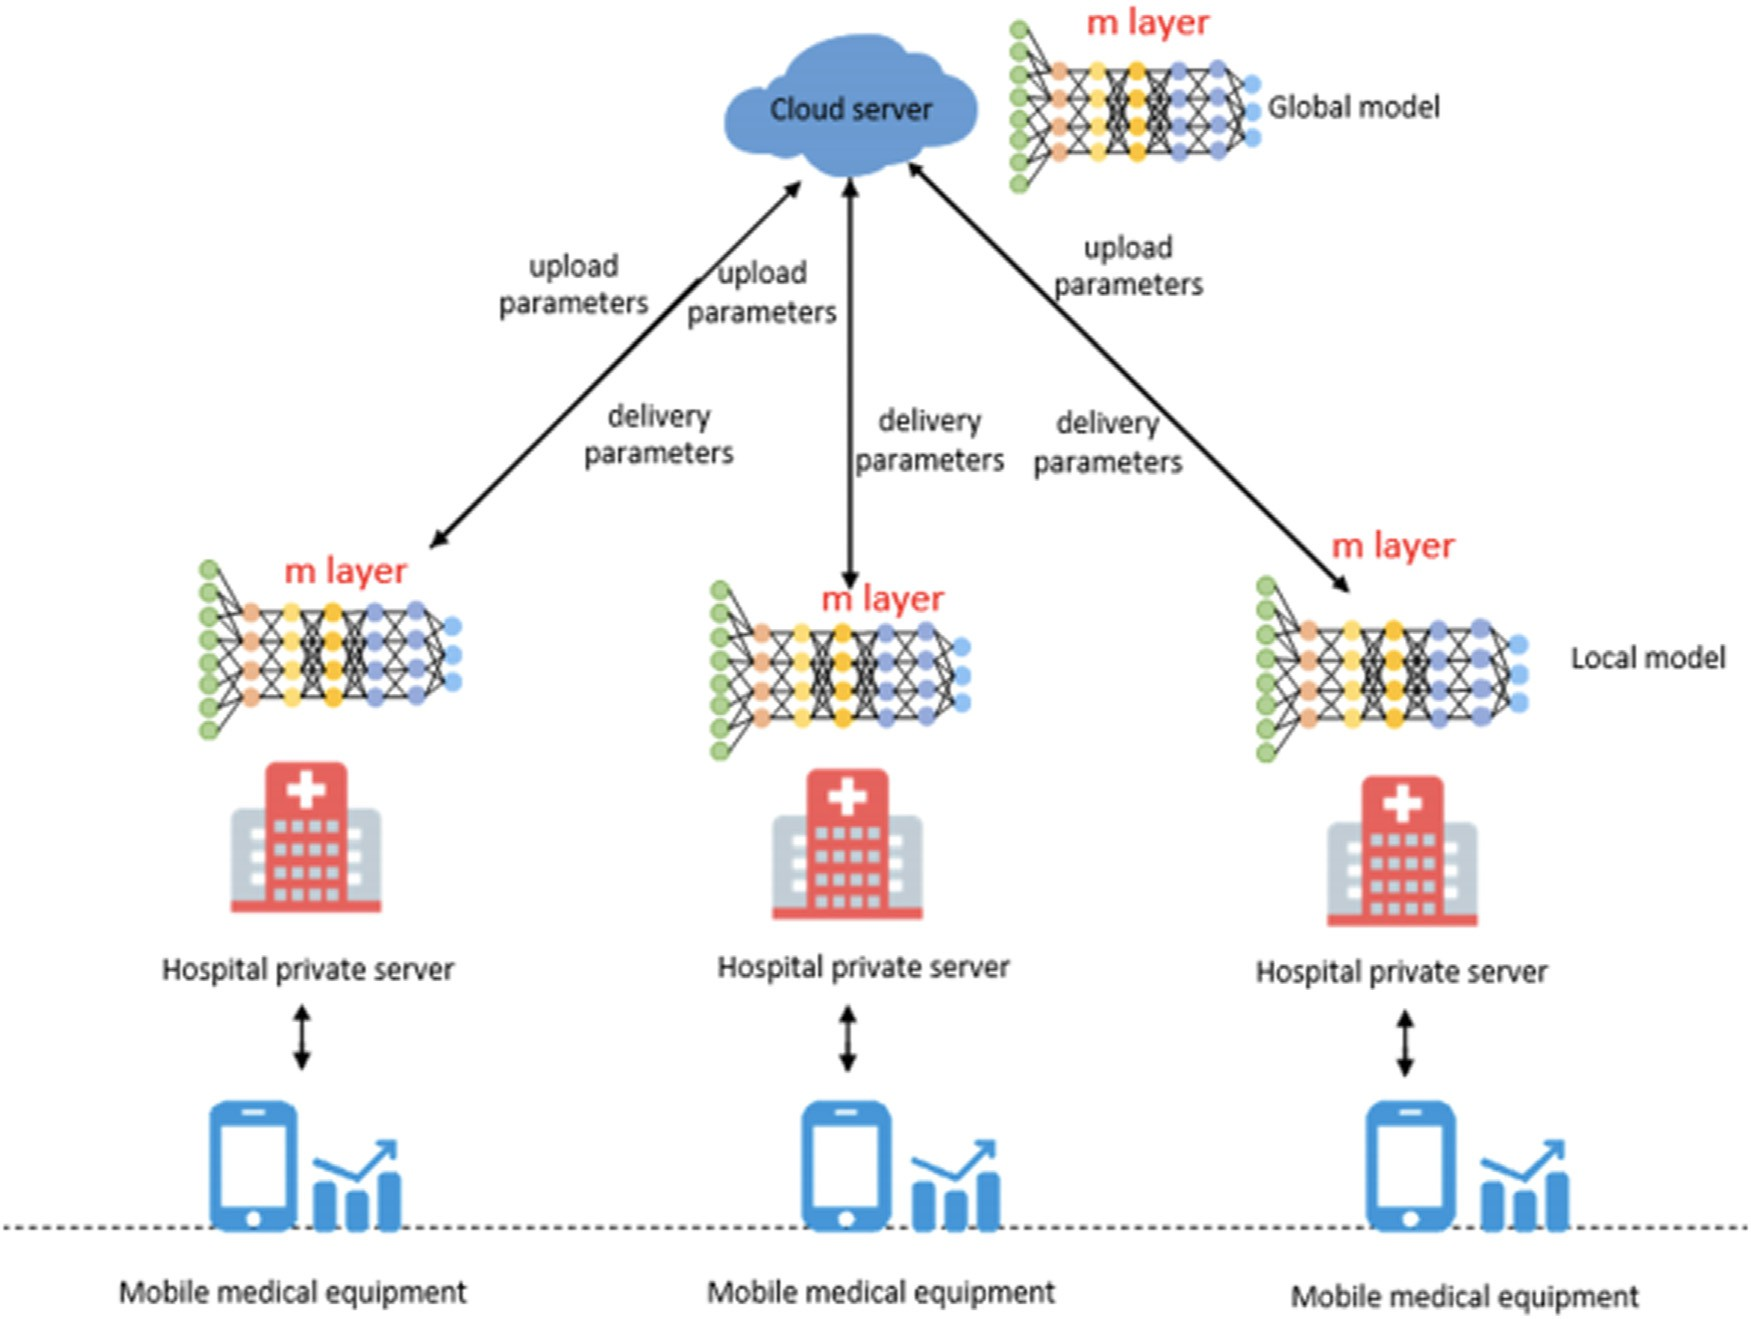 m layer
Cloud server
Global model
upload
parameters
upload
parameters
upload
parameters
delivery
parameters
delivery
parameters
delivery
parameters
m layer
m layer
m layer
Local model
Hospital private server
Hospital private server
Hospital private server
Mobile medical equipment
Mobile medical equipment
Mobile medical equipment